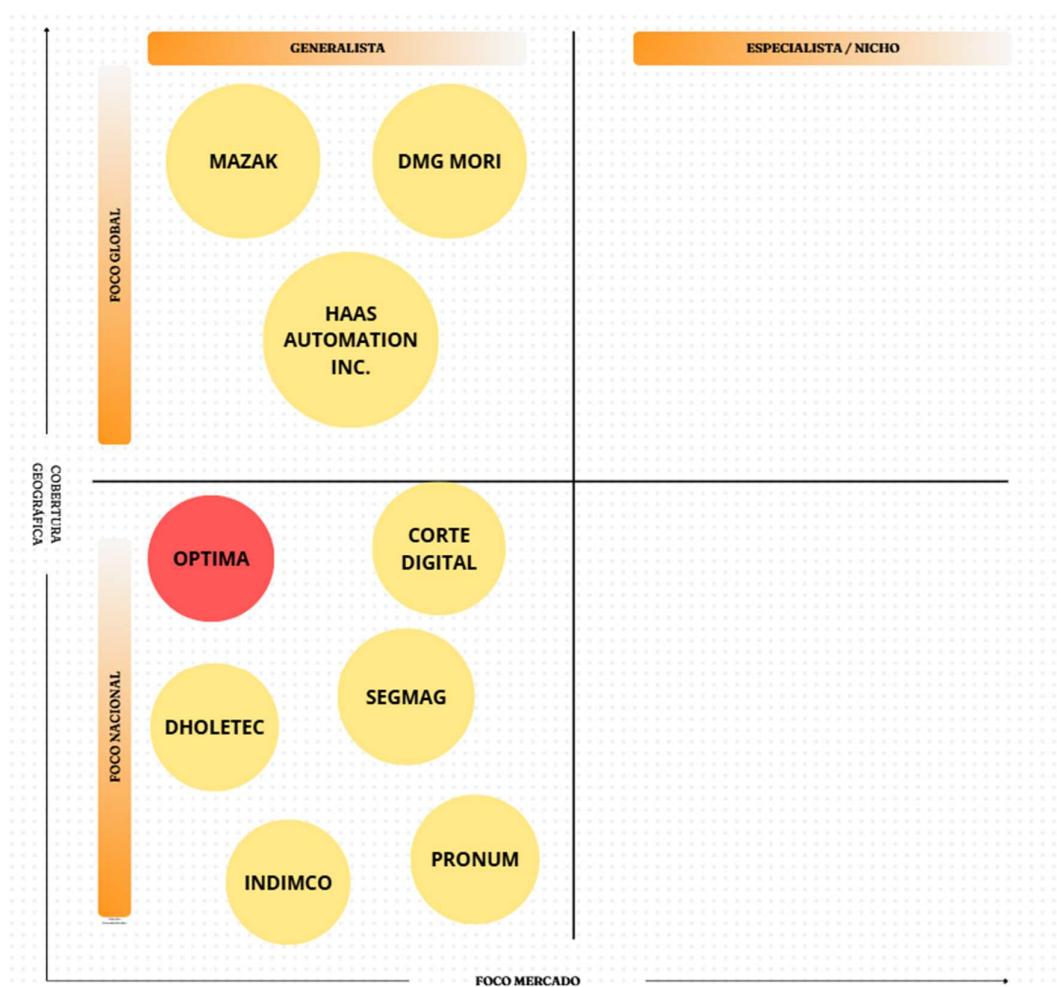 GENERALISTA
ESPECIALISTA / NICHO
FOCO GLOBAL
MAZAK
DMG MORI
HAAS
AUTOMATION
INC.
COBERTURA
GEOGRÁFICA
FOCO NACIONAL
OPTIMA
CORTE
DIGITAL
DHOLETEC
SEGMAG
INDIMCO
PRONUM
FOCO MERCADO